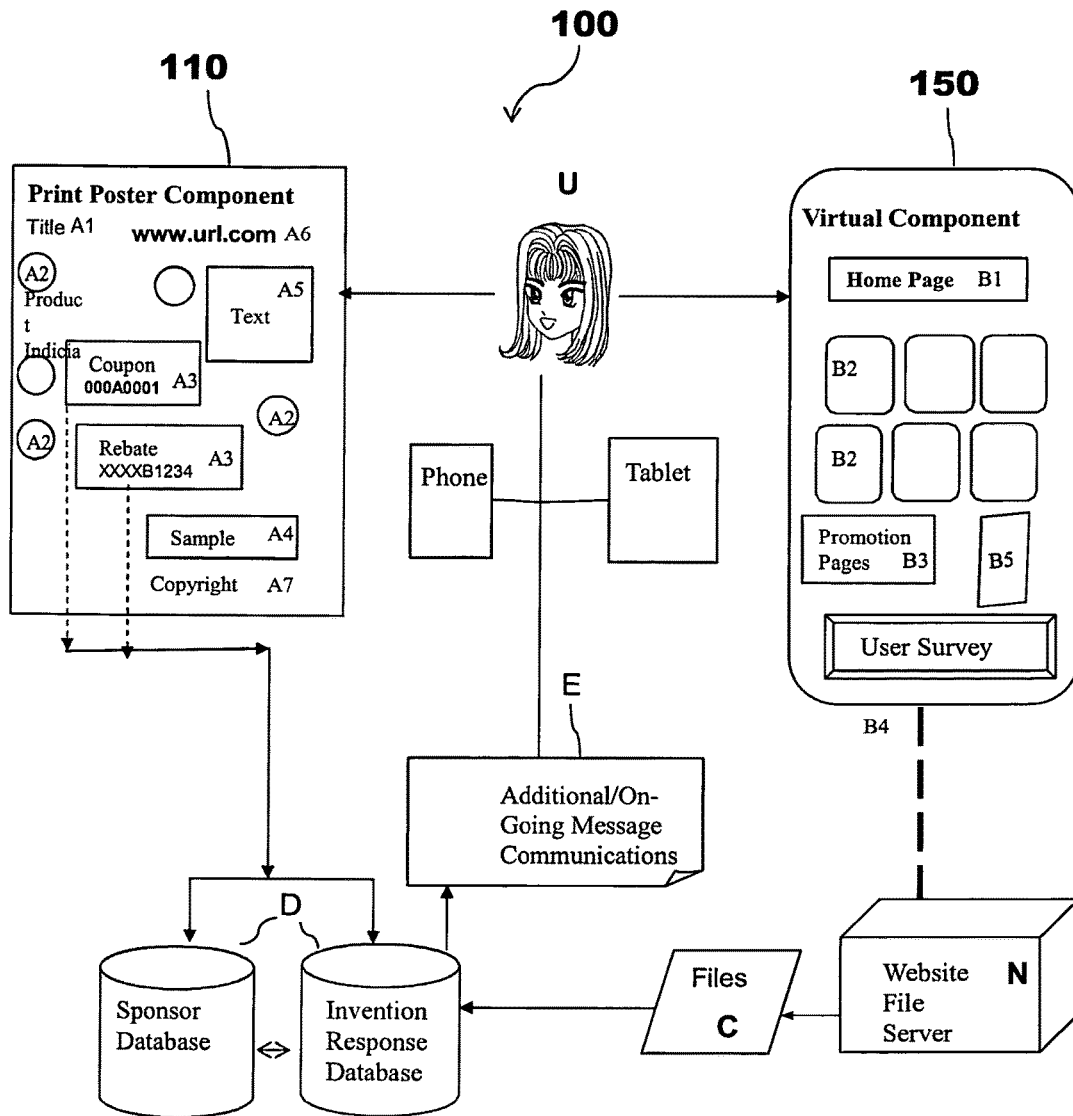 100
110
150
U
Print Poster Component
Title A1
www.url.com A6
A2
Produc
t
Indicia
A5
Text
Coupon
000A0001 A3
A2
A2
Rebate
XXXXB1234 A3
Sample A4
Copyright A7
Phone
Tablet
Virtual Component
Home Page B1
B2
B2
Promotion
Pages B3
B5
User Survey
B4
E
Additional/On-
Going Message
Communications
D
Sponsor
Database
Invention
Response
Database
Files
C
Website N
File
Server